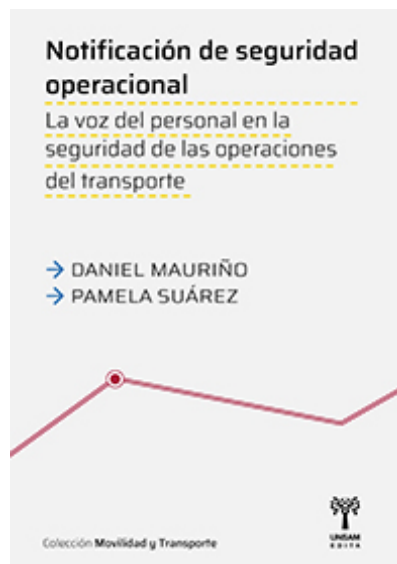 Notificación de seguridad
operacional
La voz del personal en la
seguridad de las operaciones
del transporte
→ DANIEL MAURIÑO
→ PAMELA SUÁREZ
UNSAM
EDITA
Colección Movilidad y Transporte